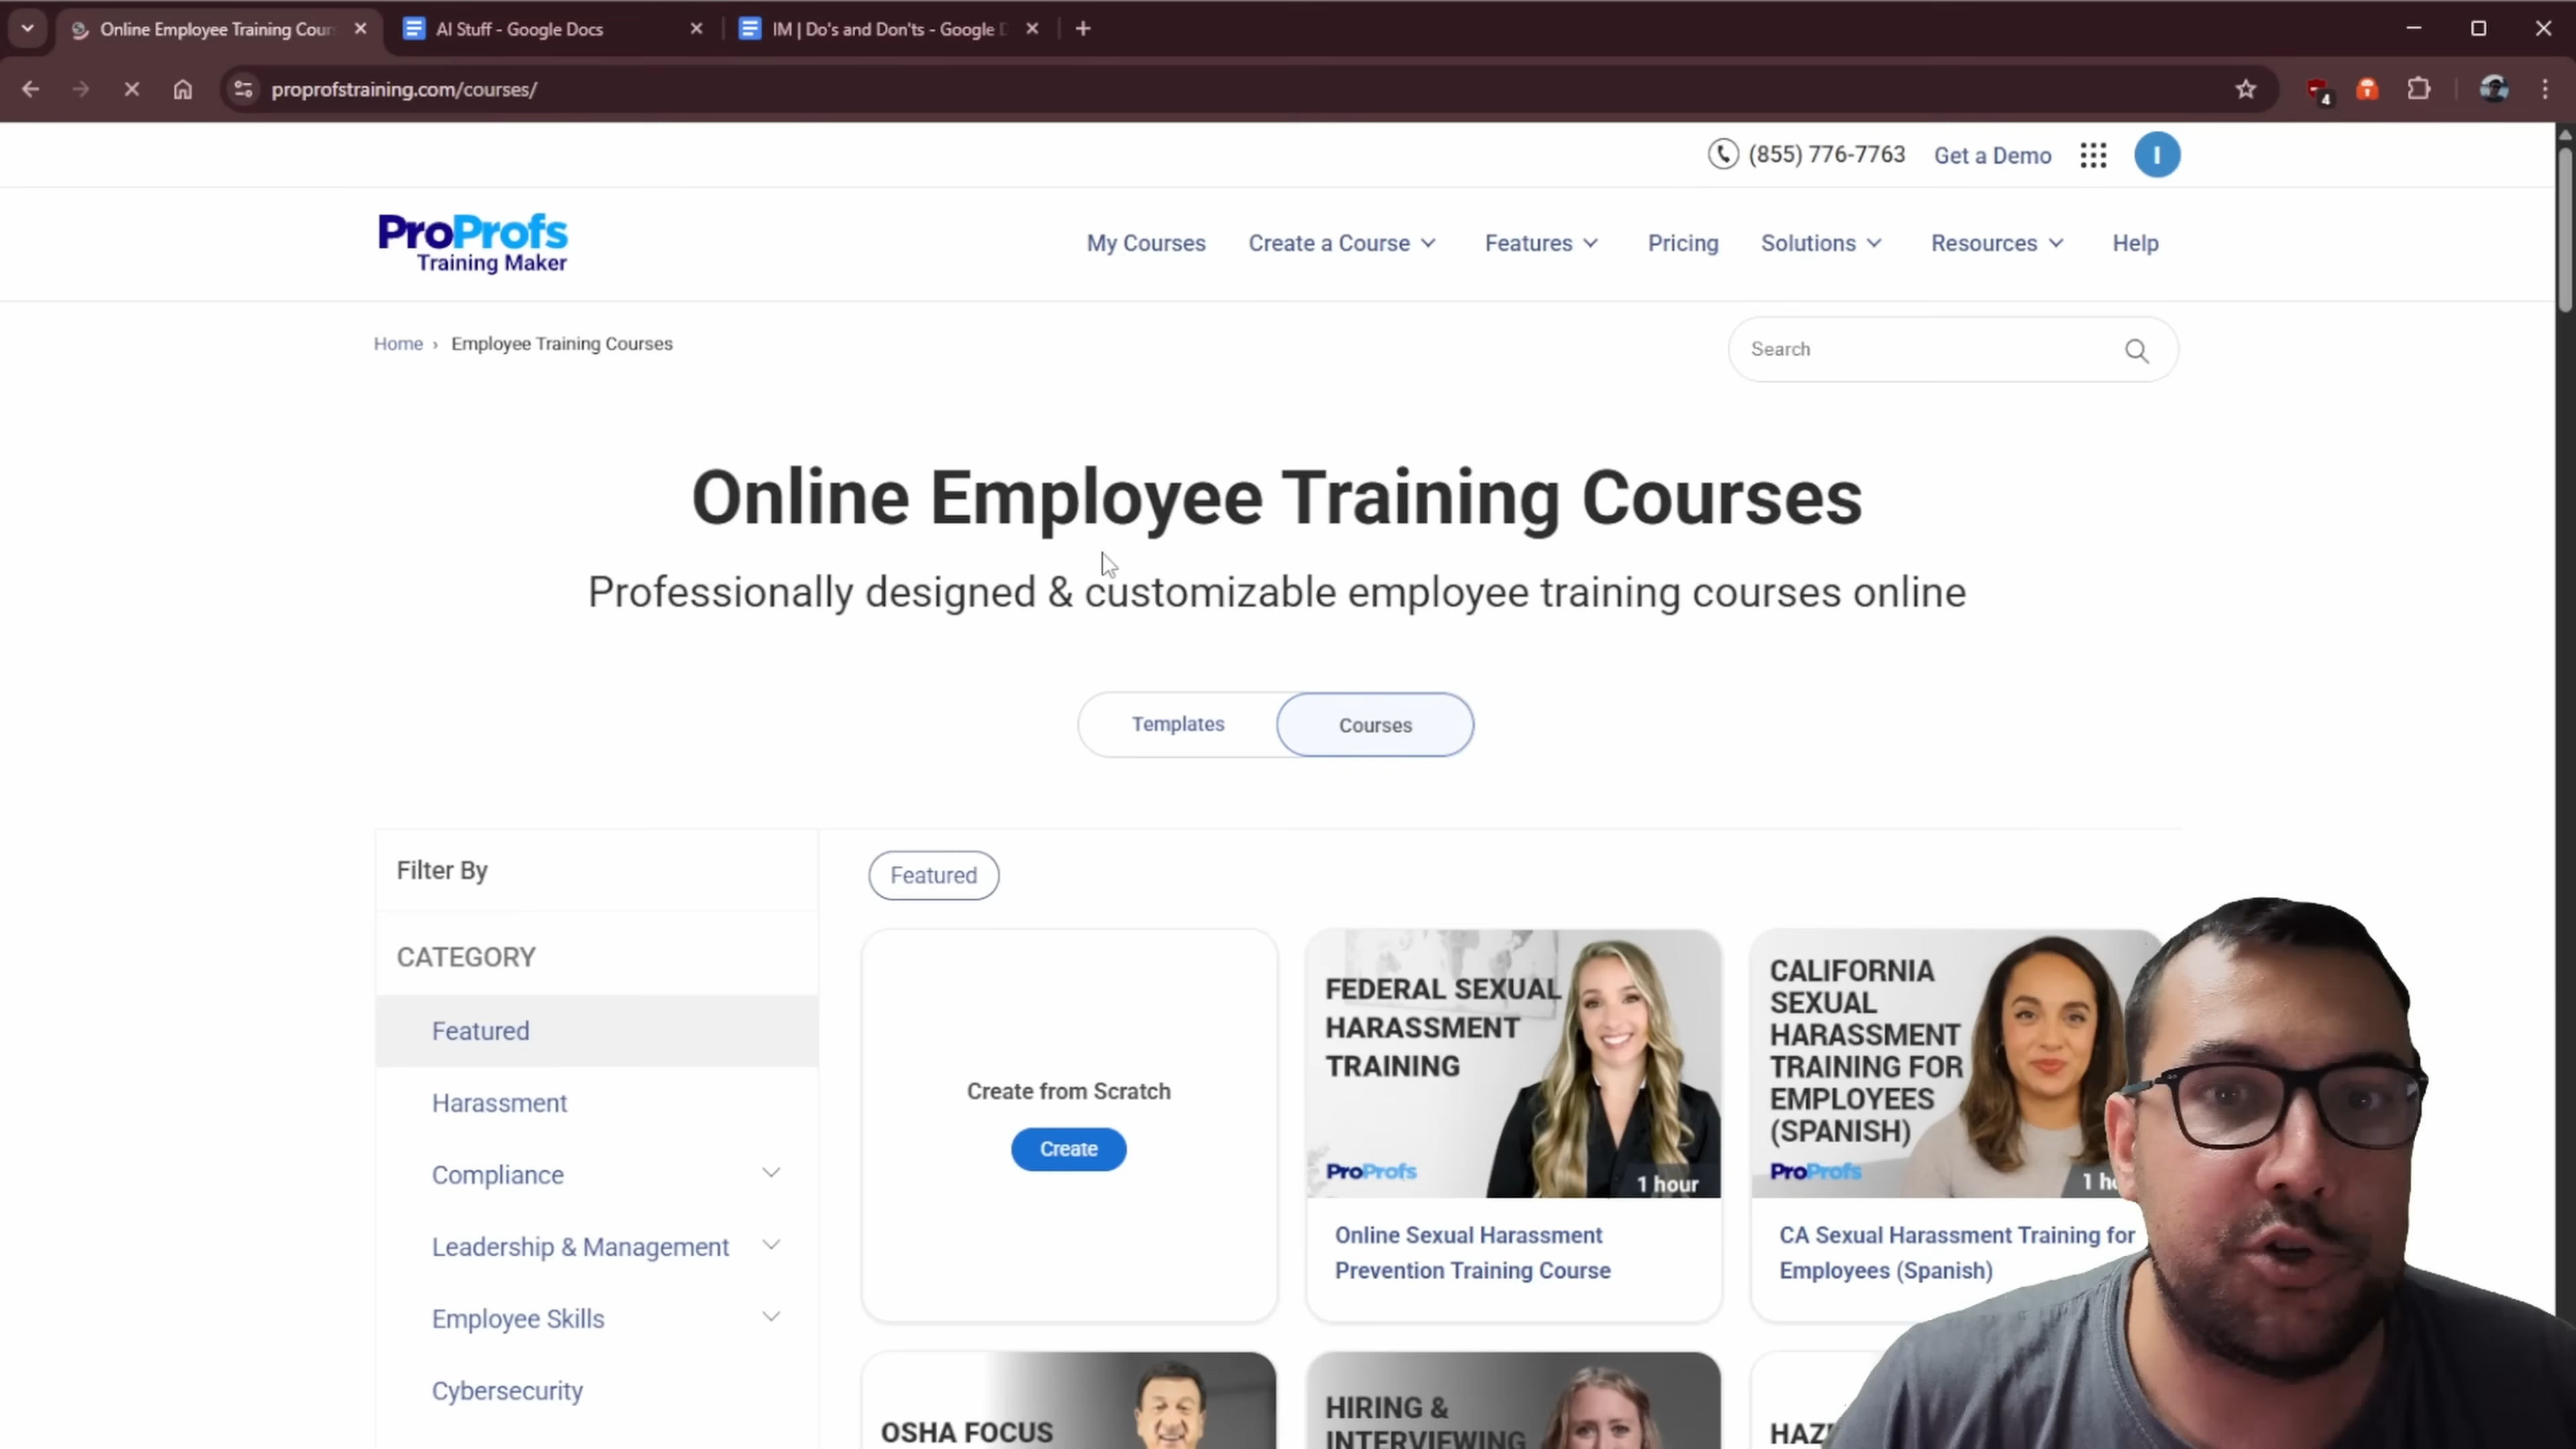 Online Employee Training Cour
AI Stuff - Google Docs
IM | Do's and Don'ts - Google D
proprofstraining.com/courses/
4
(855) 776-7763
Get a Demo
I
ProProfs
Training Maker
My Courses
Create a Course
Features
Pricing
Solutions
Resources
Help
Home › Employee Training Courses
Search
Online Employee Training Courses
Professionally designed & customizable employee training courses online
Templates
Courses
Filter By
CATEGORY
Featured
Harassment
Compliance
Leadership & Management
Employee Skills
Cybersecurity
Featured
Create from Scratch
Create
FEDERAL SEXUAL
HARASSMENT
TRAINING
ProProfs
1 hour
Online Sexual Harassment
Prevention Training Course
CALIFORNIA
SEXUAL
HARASSMENT
TRAINING FOR
EMPLOYEES
(SPANISH)
ProProfs
1 ho
CA Sexual Harassment Training for
Employees (Spanish)
OSHA FOCUS
HIRING &
INTERVIEWING
HAZ